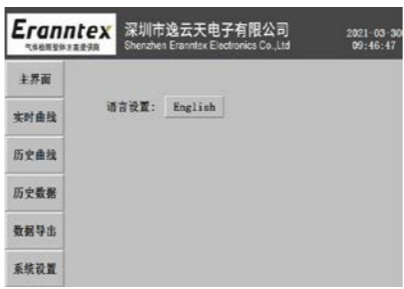 Eranntex
气体检测整体方案提供商
深圳市逸云天电子有限公司
Shenzhen Eranntex Electronics Co.,Ltd
2021-03-30
09:46:47
主界面
实时曲线
语言设置: English
历史曲线
历史数据
数据导出
系统设置